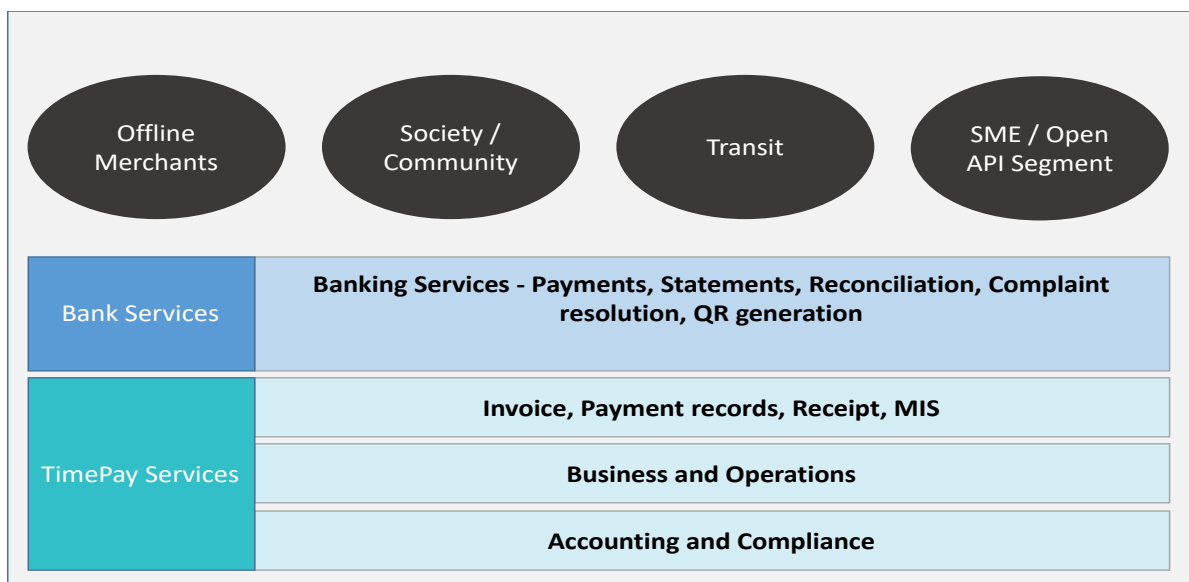 Offline
Merchants
Society /
Community
Transit
SME / Open
API Segment
Bank Services
Banking Services - Payments, Statements, Reconciliation, Complaint
resolution, QR generation
TimePay Services
Invoice, Payment records, Receipt, MIS
Business and Operations
Accounting and Compliance